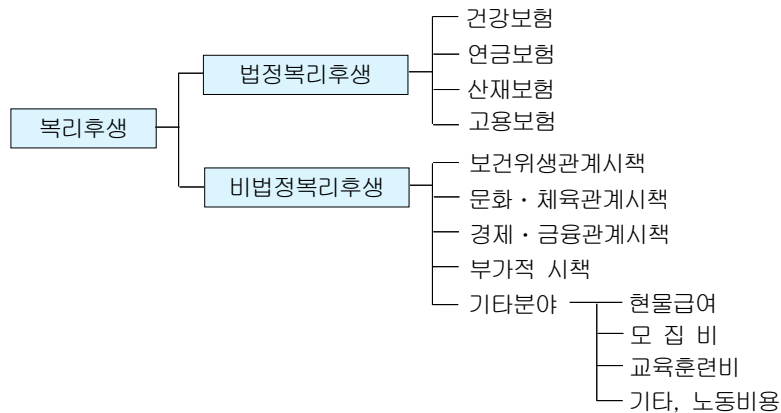 건강보험
연금보험
법정복리후생
산재보험
고용보험
복리후생
보건위생관계시책
비법정복리후생
문화·체육관계시책
경제·금융관계시책
부가적 시책
기타분야
현물급여
모 집 비
교육훈련비
기타, 노동비용